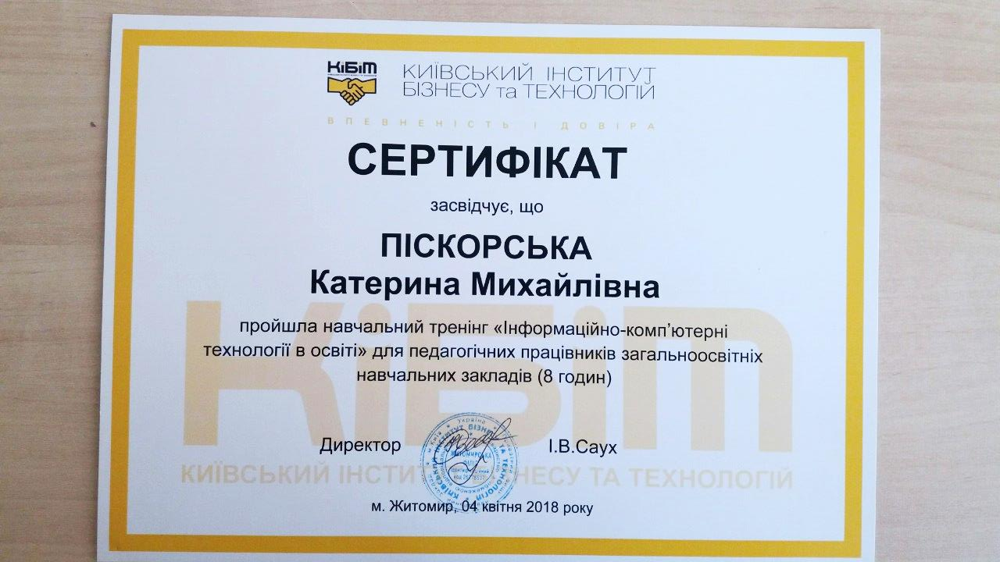 КіБіТ
КИЇВСЬКИЙ ІНСТИТУТ
БІЗНЕСУ та ТЕХНОЛОГІЙ
ВПЕВНЕНІСТЬ І ДОВІРА
СЕРТИФІКАТ
засвідчує, що
ПІСКОРСЬКА
Катерина Михайлівна
пройшла навчальний тренінг «Інформаційно-комп’ютерні
технології в освіті» для педагогічних працівників загальноосвітніх
навчальних закладів (8 годин)
КіБіТ
Директор І.В.Саух
КИЇВСЬКИЙ ІНСТИТУТ БІЗНЕСУ ТА ТЕХНОЛОГІЙ
Україна
ЖИТОМИРСЬКА
м. Житомир, 04 квітня 2018 року